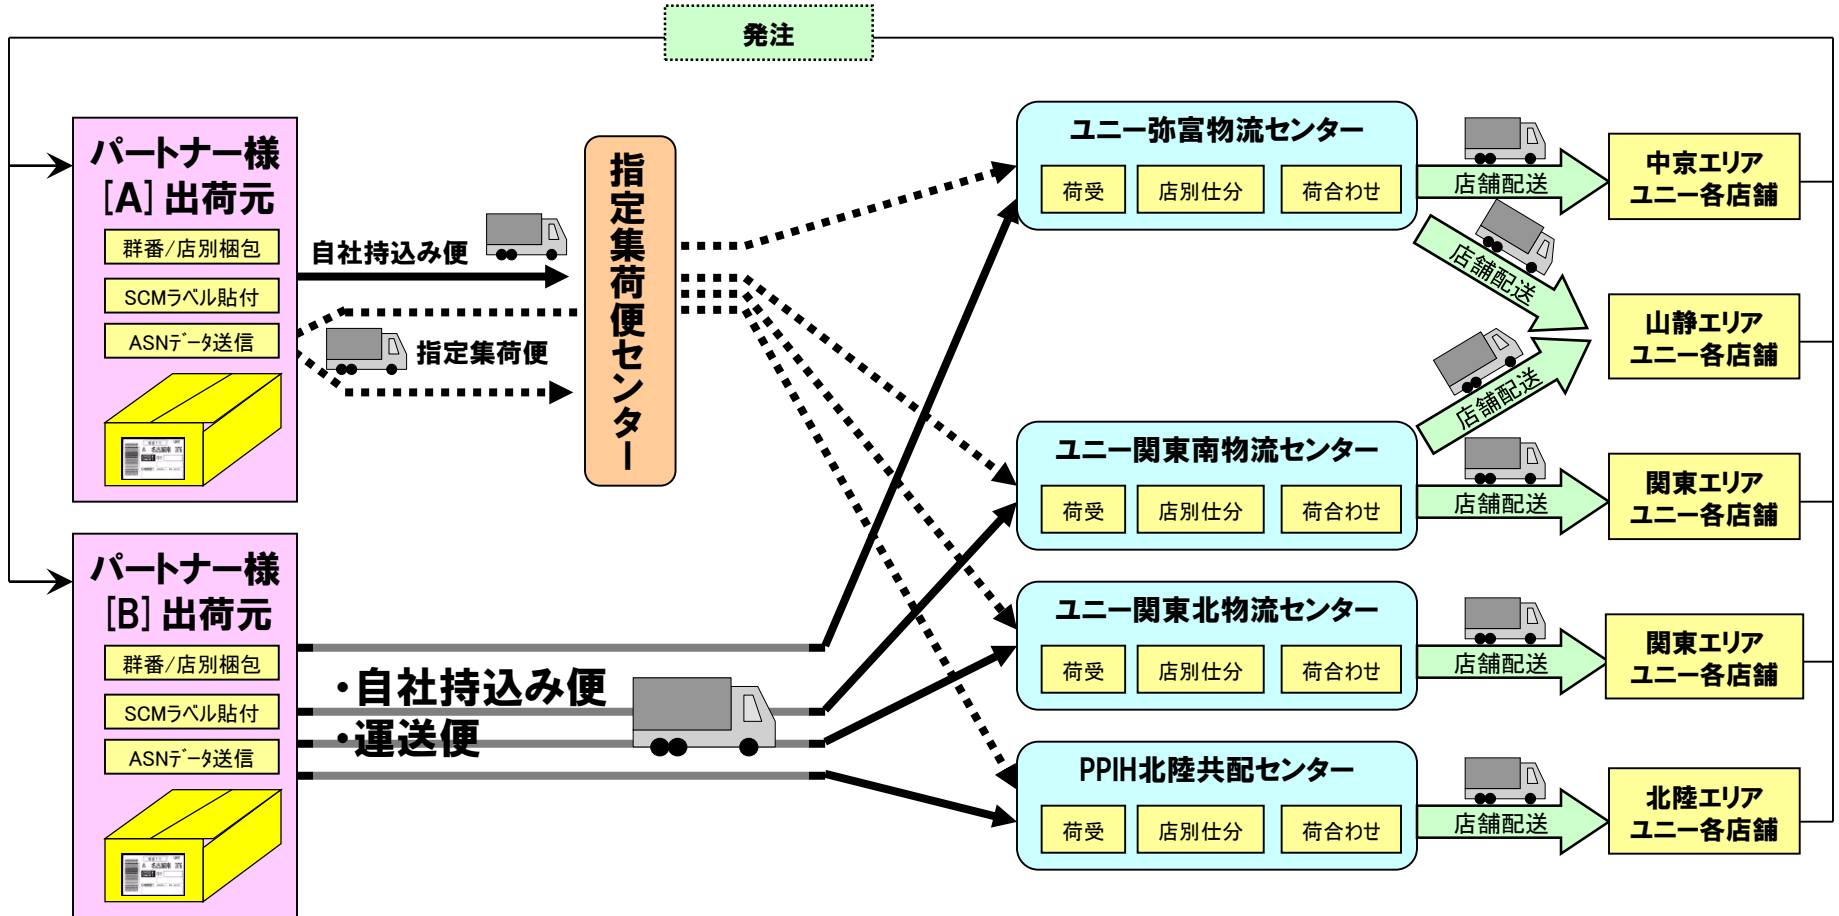 発注
パートナー様
[A] 出荷元
群番/店別梱包
SCMラベル貼付
ASNデータ送信
自社持込み便
指定集荷便
指定集荷便センター
パートナー様
[B] 出荷元
群番/店別梱包
SCMラベル貼付
ASNデータ送信
・自社持込み便
・運送便
ユニー弥富物流センター
荷受 店別仕分 荷合わせ
店舗配送
中京エリア
ユニー各店舗
店舗配送
山静エリア
ユニー各店舗
店舗配送
ユニー関東南物流センター
荷受 店別仕分 荷合わせ
店舗配送
関東エリア
ユニー各店舗
ユニー関東北物流センター
荷受 店別仕分 荷合わせ
店舗配送
関東エリア
ユニー各店舗
PPIH北陸共配センター
荷受 店別仕分 荷合わせ
店舗配送
北陸エリア
ユニー各店舗